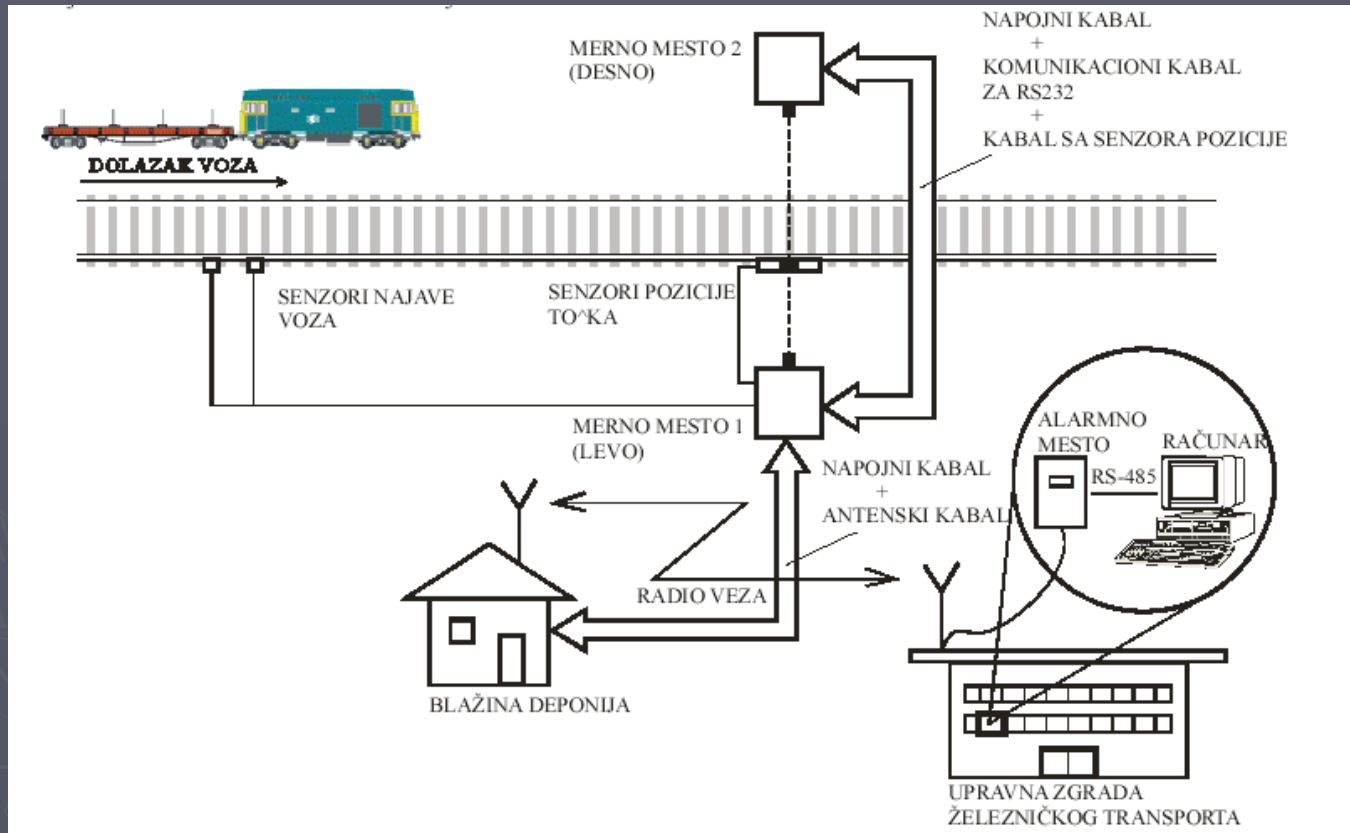 NAPOJNI KABAL
+
KOMUNIKACIONI KABAL
ZA RS232
+
KABAL SA SENZORA POZICIJE
MERNO MESTO 2
(DESNO)
DOLAZAK VOZA
SENZORI NAJAVE
VOZA
SENZORI POZICIJE
TO^KA
MERNO MESTO 1
(LEVO)
NAPOJNI KABAL
+
ANTENSKI KABAL
ALARMNO
MESTO
RAČUNAR
RS-485
RADIO VEZA
BLAŽINA DEPONIJA
UPRAVNA ZGRADA
ŽELEZNIČKOG TRANSPORTA